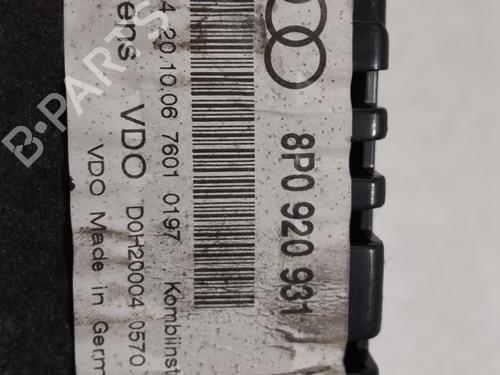 8P0 920 931
4 20.10.06 7601 0197 Kombiinst
ens VDO D0H20004 0570
VDO Made in Germ
B-PARTS